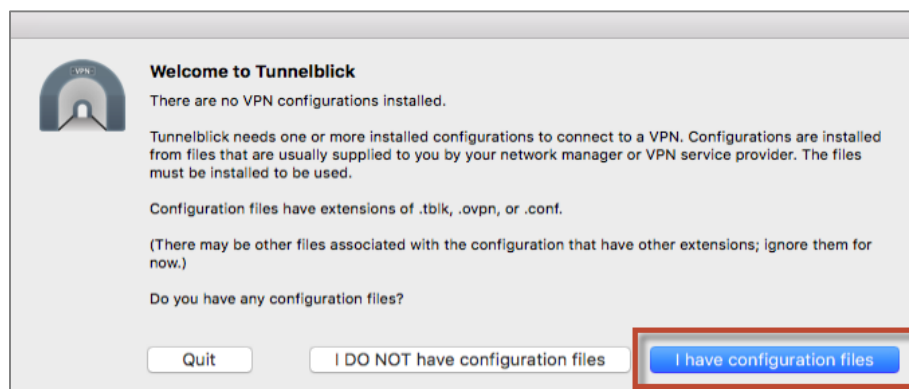 VPN
Welcome to Tunnelblick
There are no VPN configurations installed.
Tunnelblick needs one or more installed configurations to connect to a VPN. Configurations are installed
from files that are usually supplied to you by your network manager or VPN service provider. The files
must be installed to be used.
Configuration files have extensions of .tblk, .ovpn, or .conf.
(There may be other files associated with the configuration that have other extensions; ignore them for
now.)
Do you have any configuration files?
Quit
I DO NOT have configuration files
I have configuration files